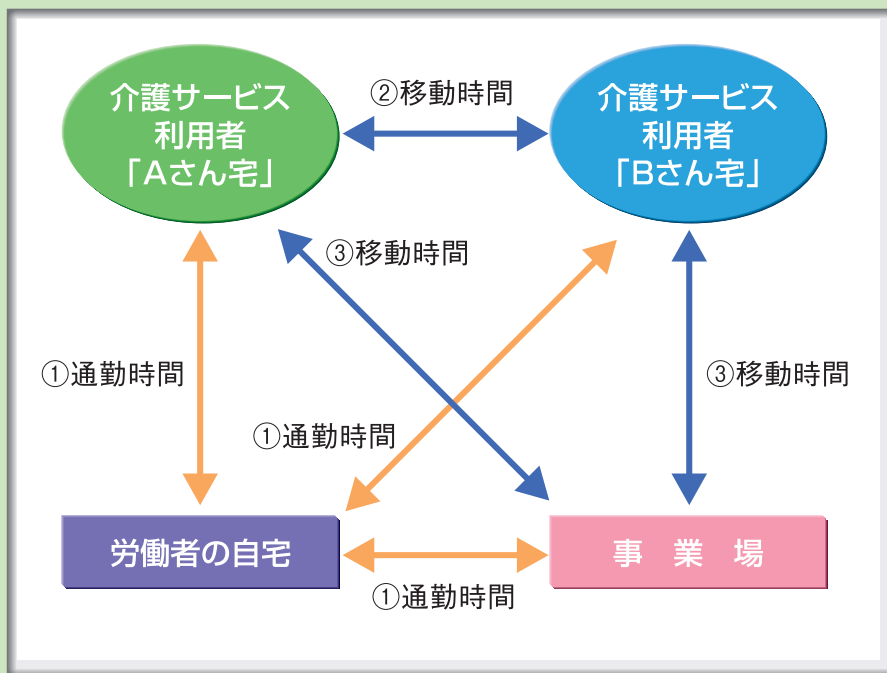 介護サービス
利用者
「Aさん宅」
②移動時間
介護サービス
利用者
「Bさん宅」
③移動時間
①通勤時間
③移動時間
①通勤時間
労働者の自宅
事　業　場
①通勤時間